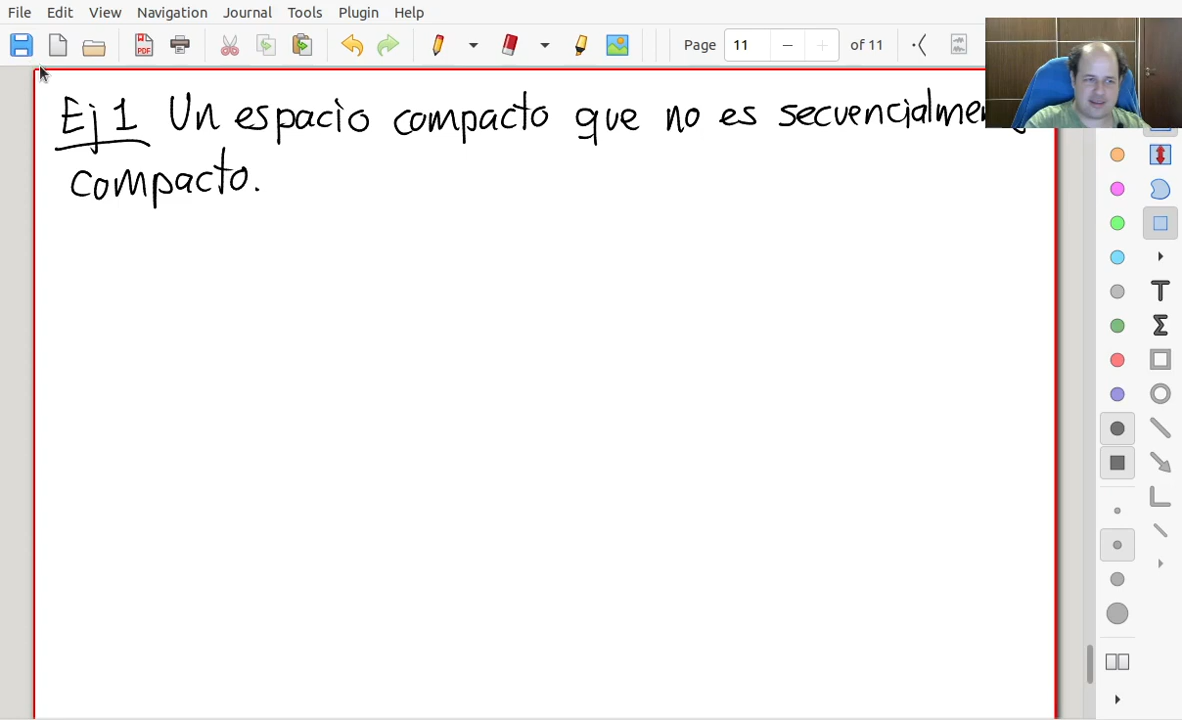 File Edit View Navigation Journal Tools Plugin Help
PDF Page 11 of 11
Ej 1 Un espacio compacto que no es
compacto.
T
Σ